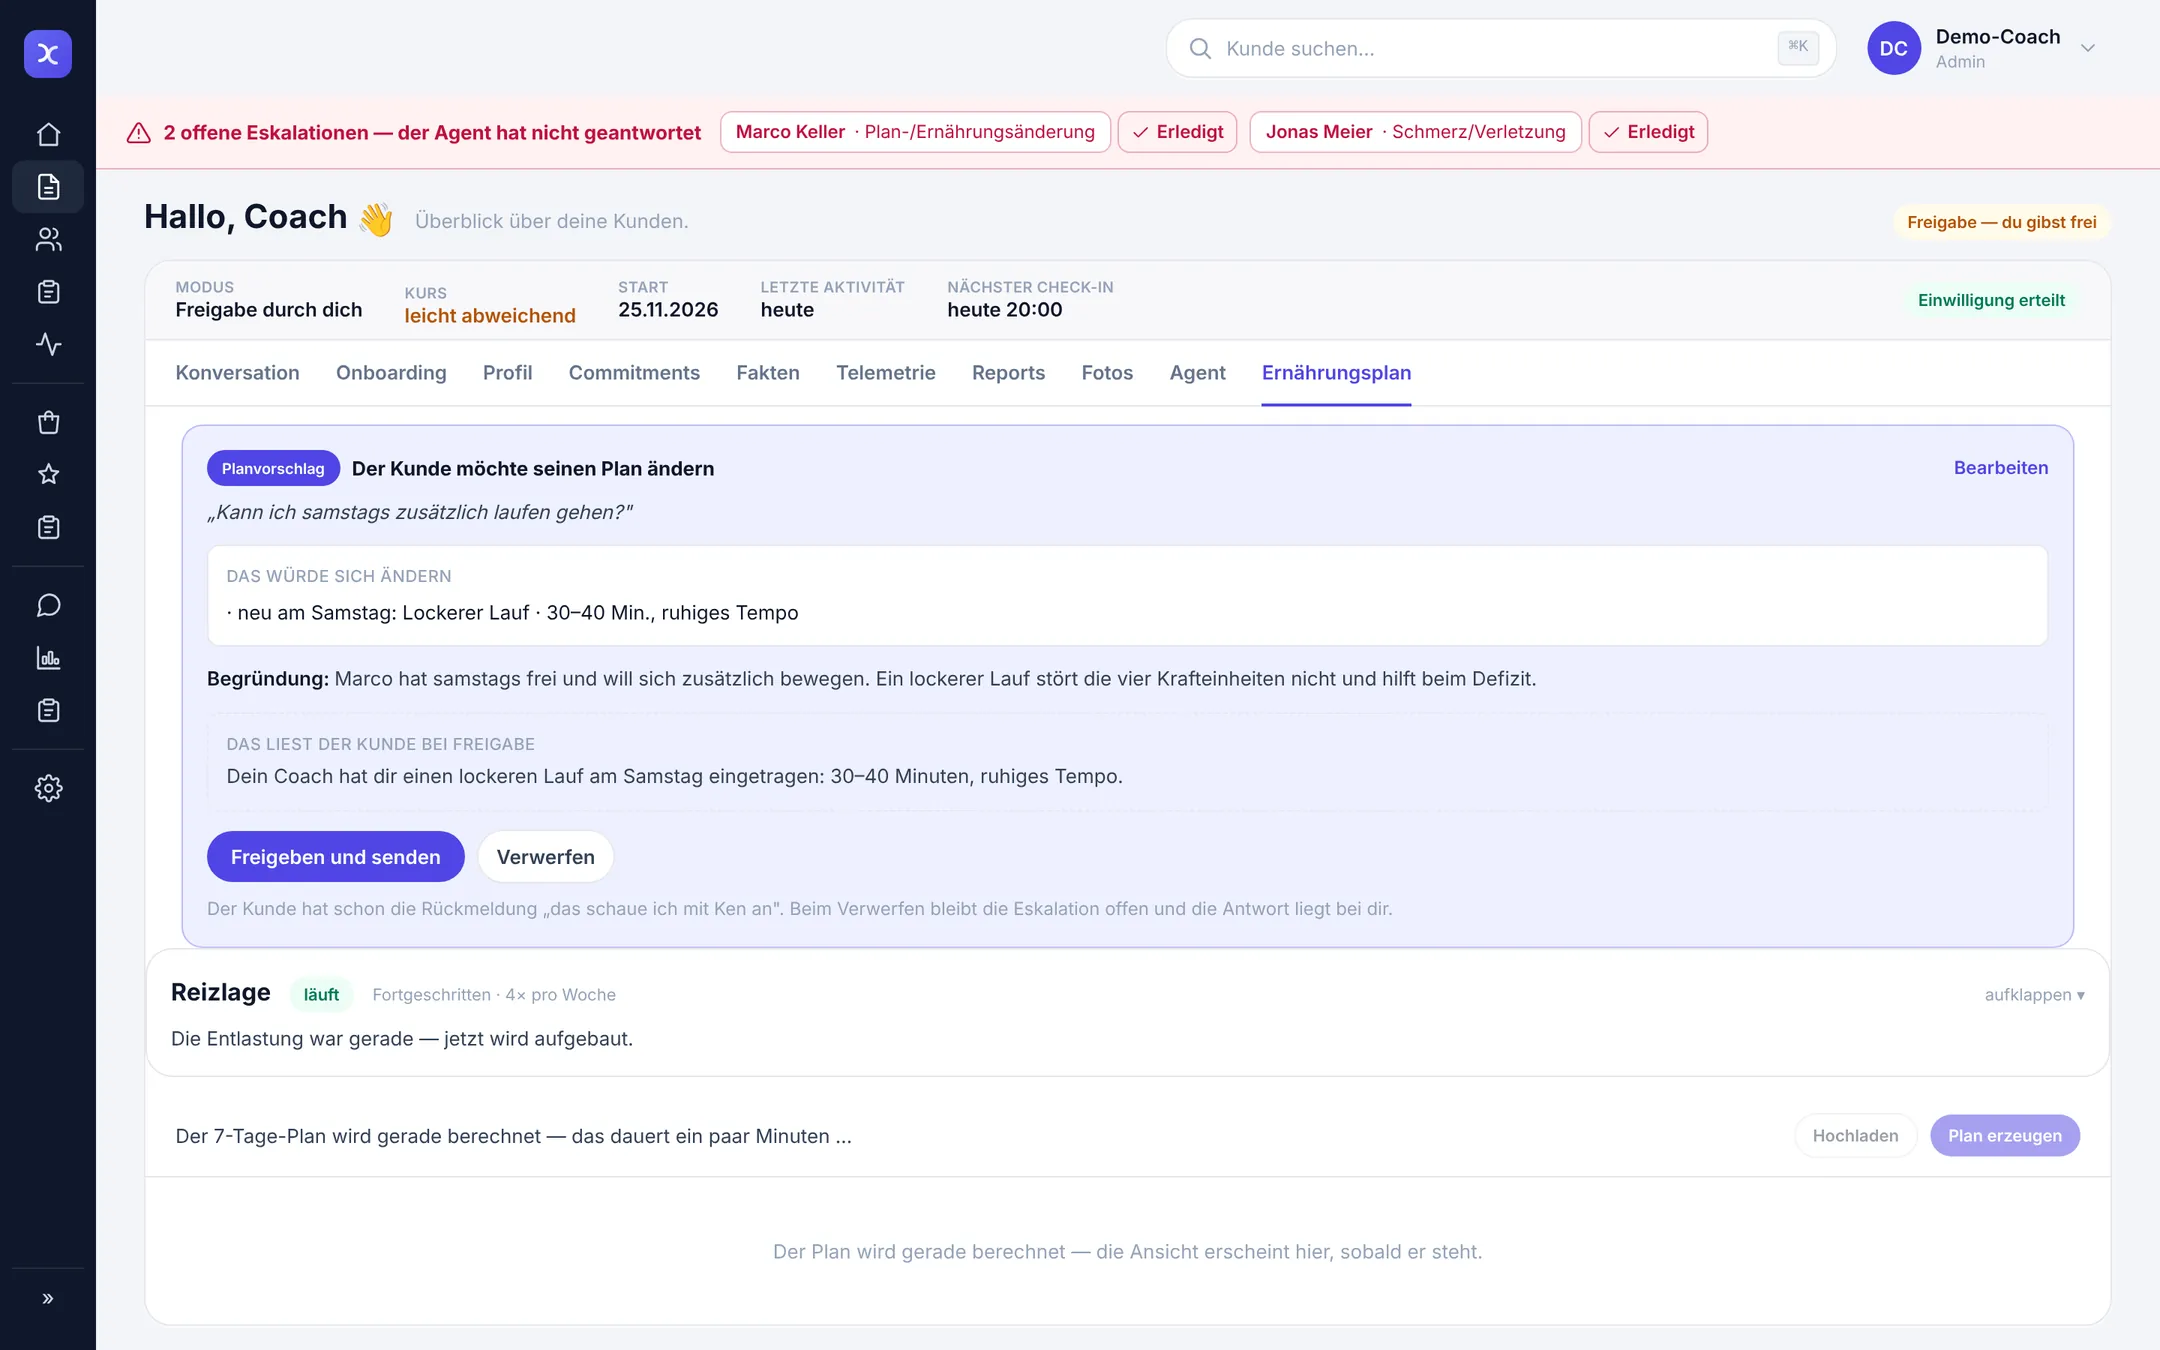 Kunde suchen...
⌘K
DC
Demo-Coach
Admin
2 offene Eskalationen — der Agent hat nicht geantwortet
Marco Keller · Plan-/Ernährungsänderung
Erledigt
Jonas Meier · Schmerz/Verletzung
Erledigt
Hallo, Coach 👋
Überblick über deine Kunden.
Freigabe — du gibst frei
MODUS
Freigabe durch dich
KURS
leicht abweichend
START
25.11.2026
LETZTE AKTIVITÄT
heute
NÄCHSTER CHECK-IN
heute 20:00
Einwilligung erteilt
Konversation
Onboarding
Profil
Commitments
Fakten
Telemetrie
Reports
Fotos
Agent
Ernährungsplan
Planvorschlag
Der Kunde möchte seinen Plan ändern
Bearbeiten
„Kann ich samstags zusätzlich laufen gehen?"
DAS WÜRDE SICH ÄNDERN
· neu am Samstag: Lockerer Lauf · 30–40 Min., ruhiges Tempo
Begründung: Marco hat samstags frei und will sich zusätzlich bewegen. Ein lockerer Lauf stört die vier Krafteinheiten nicht und hilft beim Defizit.
DAS LIEST DER KUNDE BEI FREIGABE
Dein Coach hat dir einen lockeren Lauf am Samstag eingetragen: 30–40 Minuten, ruhiges Tempo.
Freigeben und senden
Verwerfen
Der Kunde hat schon die Rückmeldung „das schaue ich mit Ken an". Beim Verwerfen bleibt die Eskalation offen und die Antwort liegt bei dir.
Reizlage
läuft
Fortgeschritten · 4× pro Woche
aufklappen ▾
Die Entlastung war gerade — jetzt wird aufgebaut.
Der 7-Tage-Plan wird gerade berechnet — das dauert ein paar Minuten ...
Hochladen
Plan erzeugen
Der Plan wird gerade berechnet — die Ansicht erscheint hier, sobald er steht.